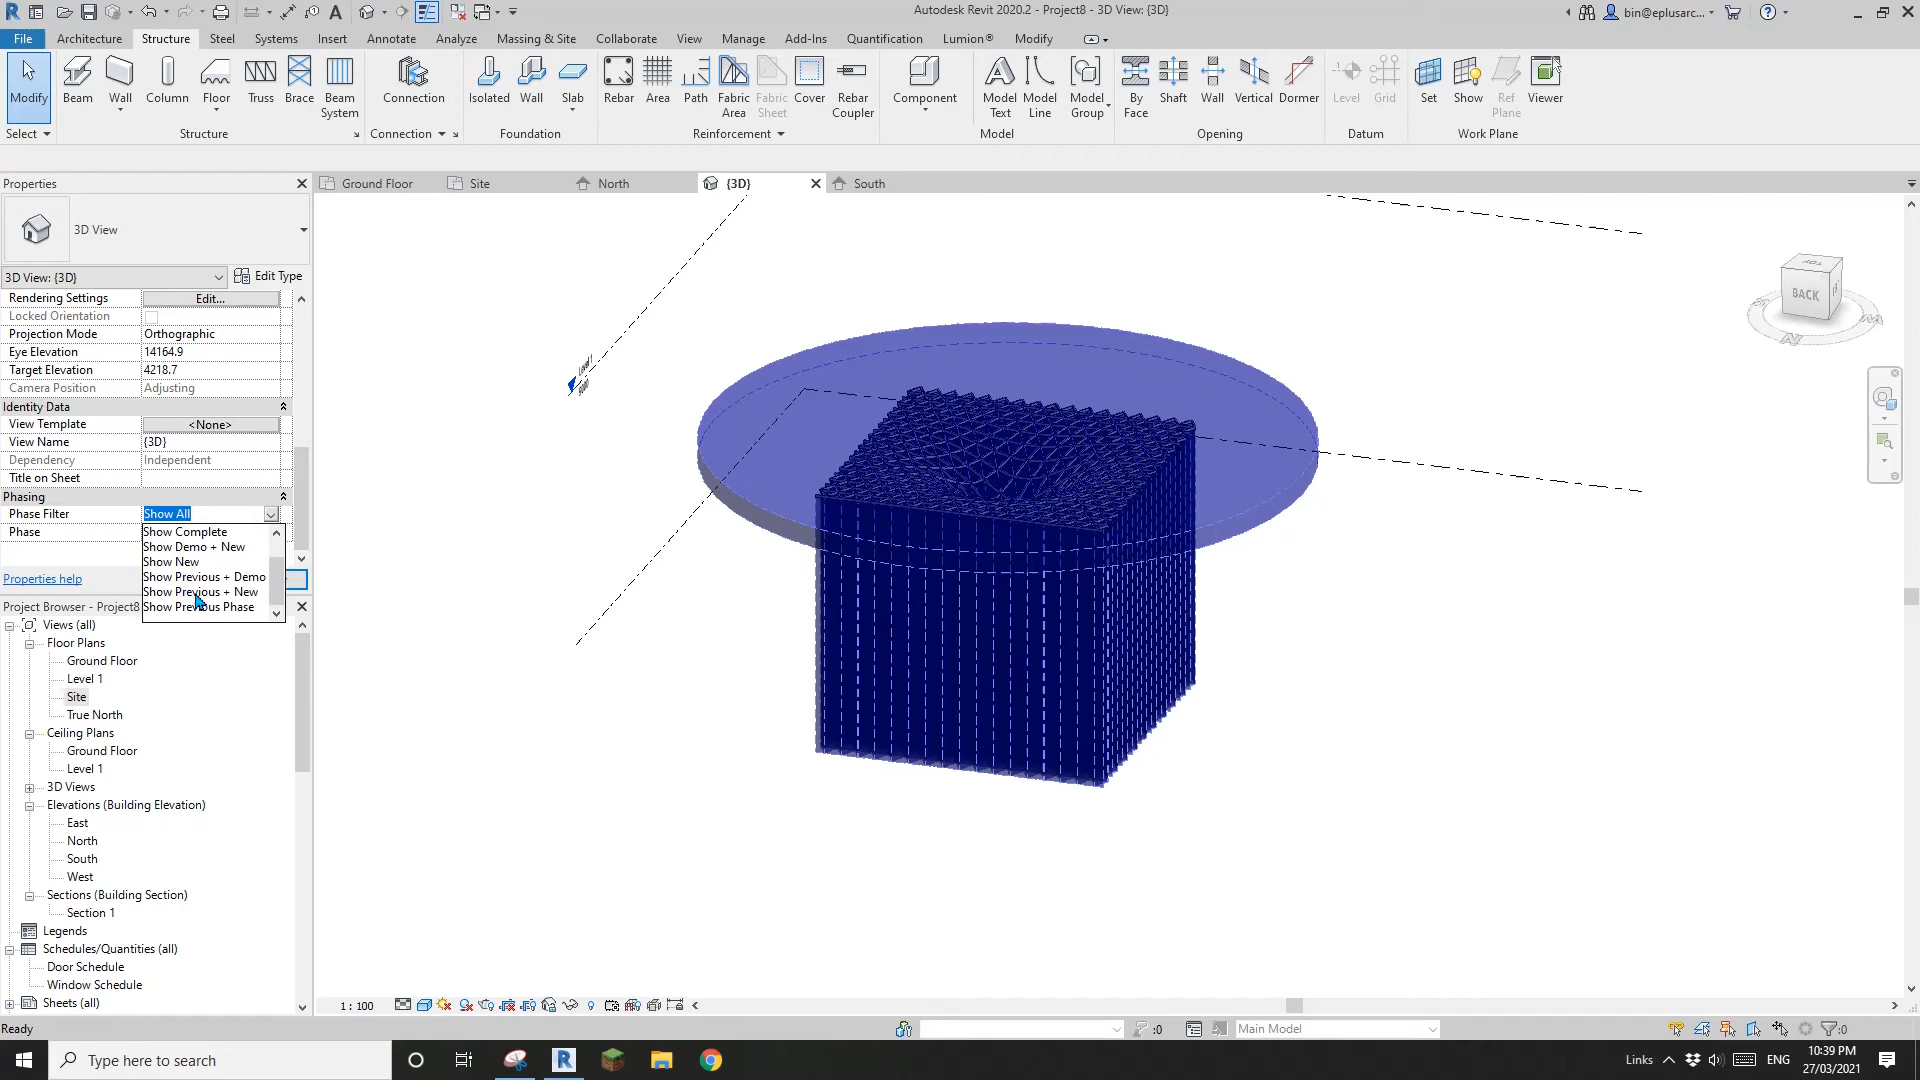 Autodesk Revit 2020.2 - Project8 - 3D View: {3D}
bin@eplusarc...
File Architecture Structure Steel Systems Insert Annotate Analyze Massing & Site Collaborate View Manage Add-Ins Quantification Lumion® Modify
Modify Beam Wall Column Floor Truss Brace Beam System Connection Isolated Wall Slab Rebar Area Path Fabric Area Fabric Sheet Cover Rebar Coupler Component Model Text Model Line Model Group By Face Shaft Wall Vertical Dormer Level Grid Set Show Ref Plane Viewer
Select Structure Connection Foundation Reinforcement Model Opening Datum Work Plane
Properties
Ground Floor Site North {3D} South
3D View
3D View: {3D} Edit Type
Rendering Settings Edit...
Locked Orientation
Projection Mode Orthographic
Eye Elevation 14164.9
Target Elevation 4218.7
Camera Position Adjusting
Identity Data
View Template <None>
View Name {3D}
Dependency Independent
Title on Sheet
Phasing
Phase Filter Show All
Phase
Show Complete
Show Demo + New
Show New
Show Previous + Demo
Show Previous + New
Show Previous Phase
Properties help
Project Browser - Project8
Views (all)
Floor Plans
Ground Floor
Level 1
Site
True North
Ceiling Plans
Ground Floor
Level 1
3D Views
Elevations (Building Elevation)
East
North
South
West
Sections (Building Section)
Section 1
Legends
Schedules/Quantities (all)
Door Schedule
Window Schedule
Sheets (all)
Level 1
TOP
BACK
N
1 : 100
Ready
:0
Main Model
:0
Type here to search
Links
ENG
10:39 PM
27/03/2021